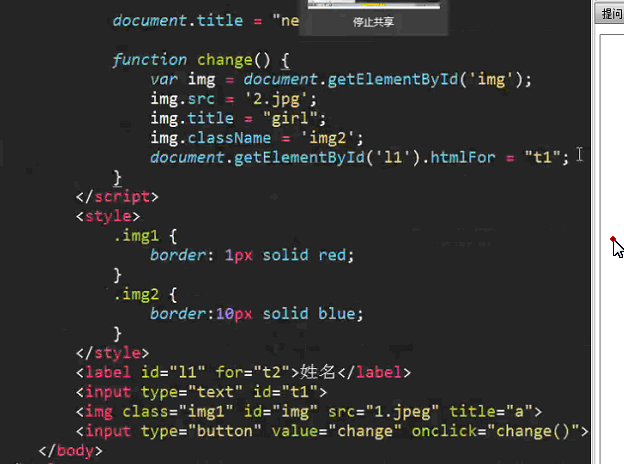 document.title = "ne
停止共享
提问
function change() {
var img = document.getElementById('img');
img.src = '2.jpg';
img.title = "girl";
img.className = 'img2';
document.getElementById('l1').htmlFor = "t1";
}
</script>
<style>
.img1 {
border: 1px solid red;
}
.img2 {
border:10px solid blue;
}
</style>
<label id="l1" for="t2">姓名</label>
<input type="text" id="t1">
<img class="img1" id="img" src="1.jpeg" title="a">
<input type="button" value="change" onclick="change()">
</body>